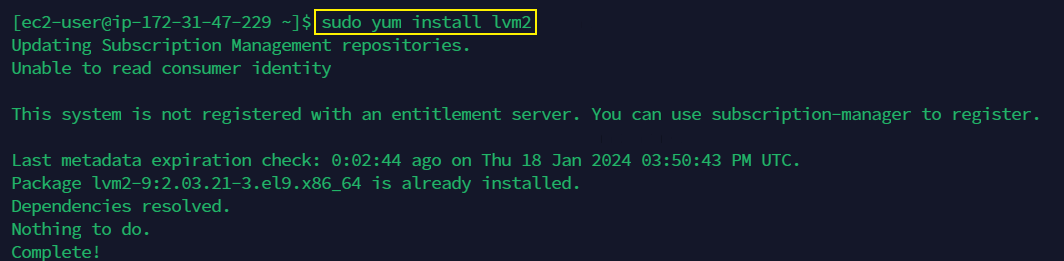 [ec2-user@ip-172-31-47-229 ~]$ sudo yum install lvm2
Updating Subscription Management repositories.
Unable to read consumer identity
This system is not registered with an entitlement server. You can use subscription-manager to register.
Last metadata expiration check: 0:02:44 ago on Thu 18 Jan 2024 03:50:43 PM UTC.
Package lvm2-9:2.03.21-3.el9.x86_64 is already installed.
Dependencies resolved.
Nothing to do.
Complete!